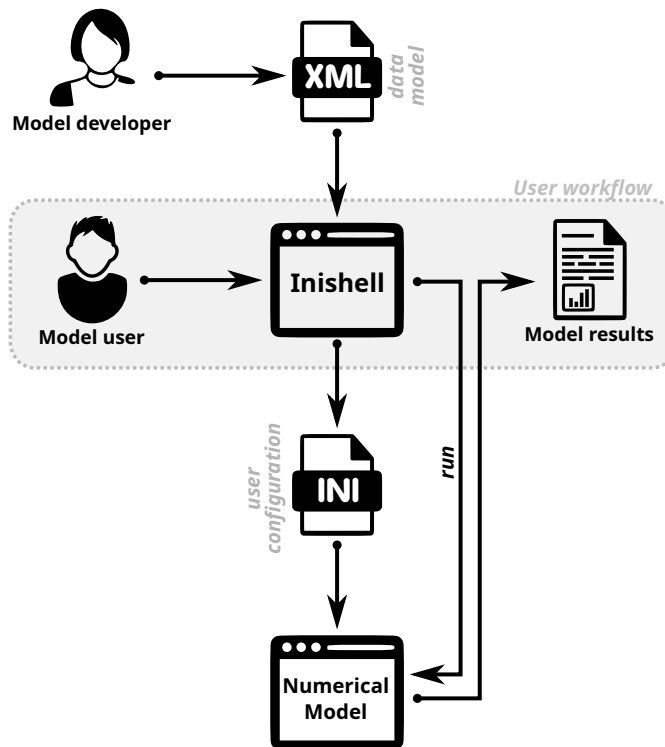 XML
data
model
Model developer
User workflow
Inishell
Model user
Model results
run
user
configuration
INI
Numerical
Model